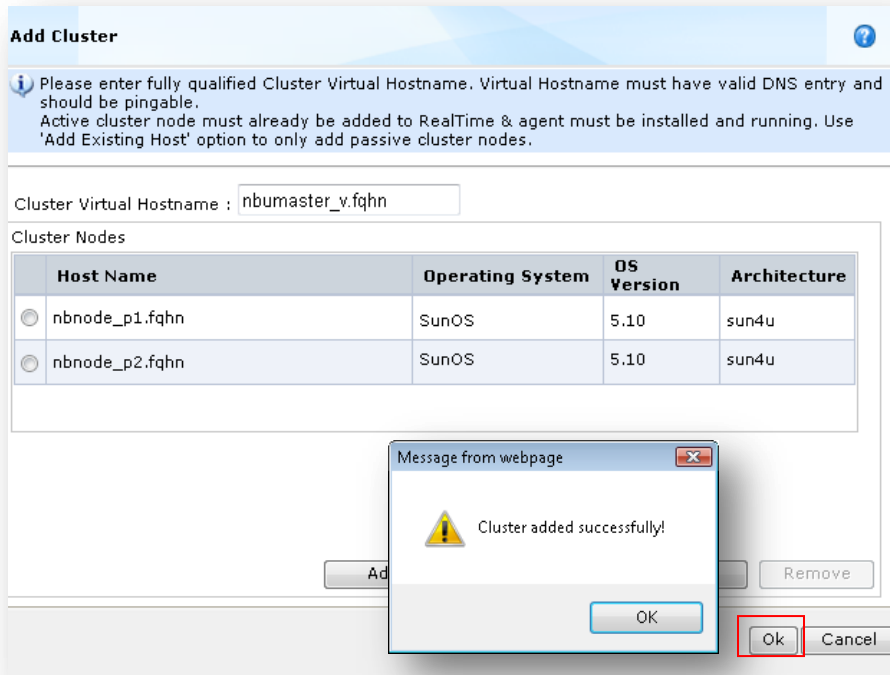 Add Cluster
?
i
Please enter fully qualified Cluster Virtual Hostname. Virtual Hostname must have valid DNS entry and
should be pingable.
Active cluster node must already be added to RealTime & agent must be installed and running. Use
'Add Existing Host' option to only add passive cluster nodes.
Cluster Virtual Hostname : nbumaster_v.fqhn
Cluster Nodes
Host Name Operating System OS Version Architecture
nbnode_p1.fqhn SunOS 5.10 sun4u
nbnode_p2.fqhn SunOS 5.10 sun4u
Message from webpage
Cluster added successfully!
Ad
Remove
OK
Ok Cancel